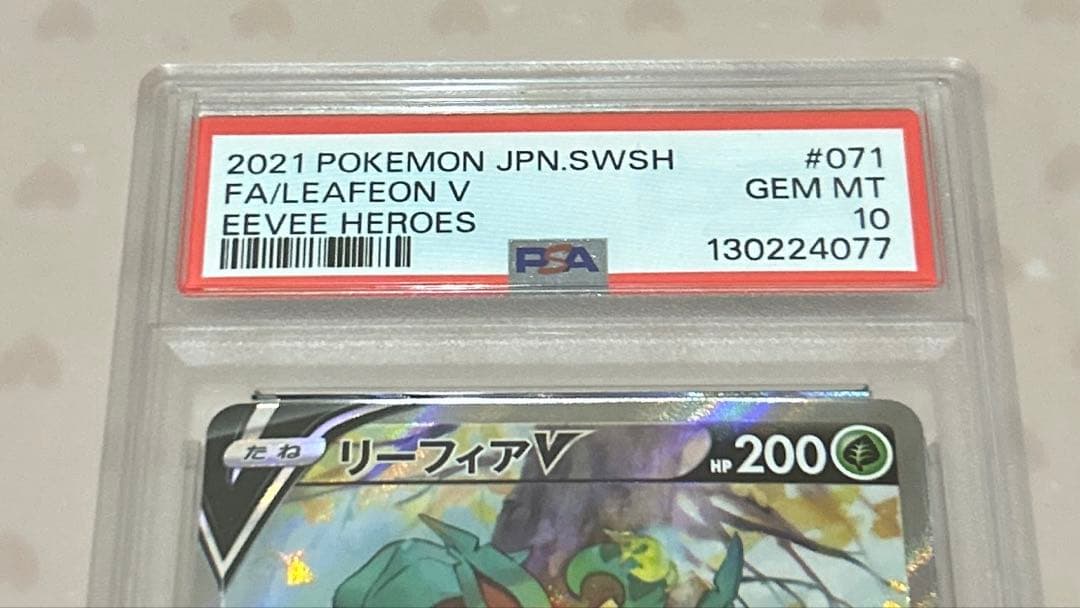 2021 POKEMON JPN.SWSH #071
FA/LEAFEON V GEM MT
EEVEE HEROES 10
PSA 130224077
たね リーフィアV HP 200